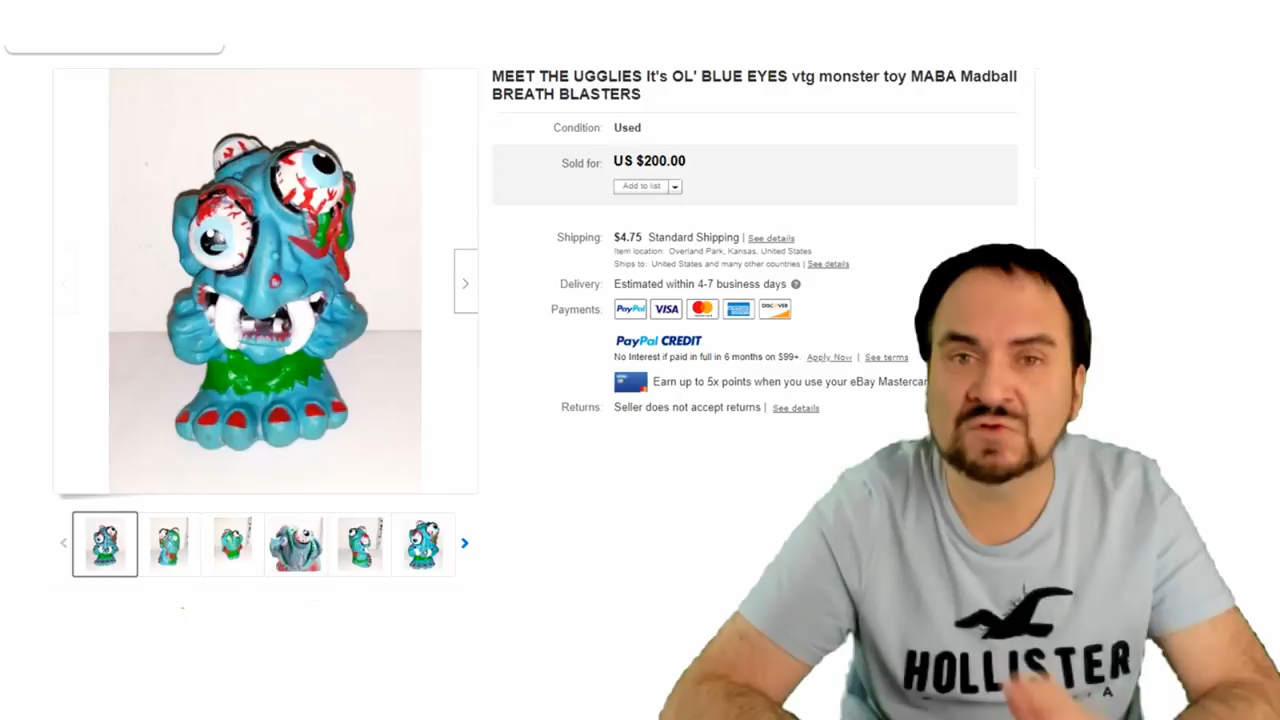 MEET THE UGGLIES It's OL' BLUE EYES vtg monster toy MABA Madball
BREATH BLASTERS
Condition: Used
Sold for: US $200.00
Add to list
Shipping: $4.75 Standard Shipping | See details
Item location: Overland Park, Kansas, United States
Ships to: United States and many other countries | See details
Delivery: Estimated within 4-7 business days ?
Payments: PayPal VISA DISCOVER
PayPal CREDIT
No Interest if paid in full in 6 months on $99+. Apply Now | See terms
Earn up to 5x points when you use your eBay Mastercar
Returns: Seller does not accept returns | See details
HOLLISTER